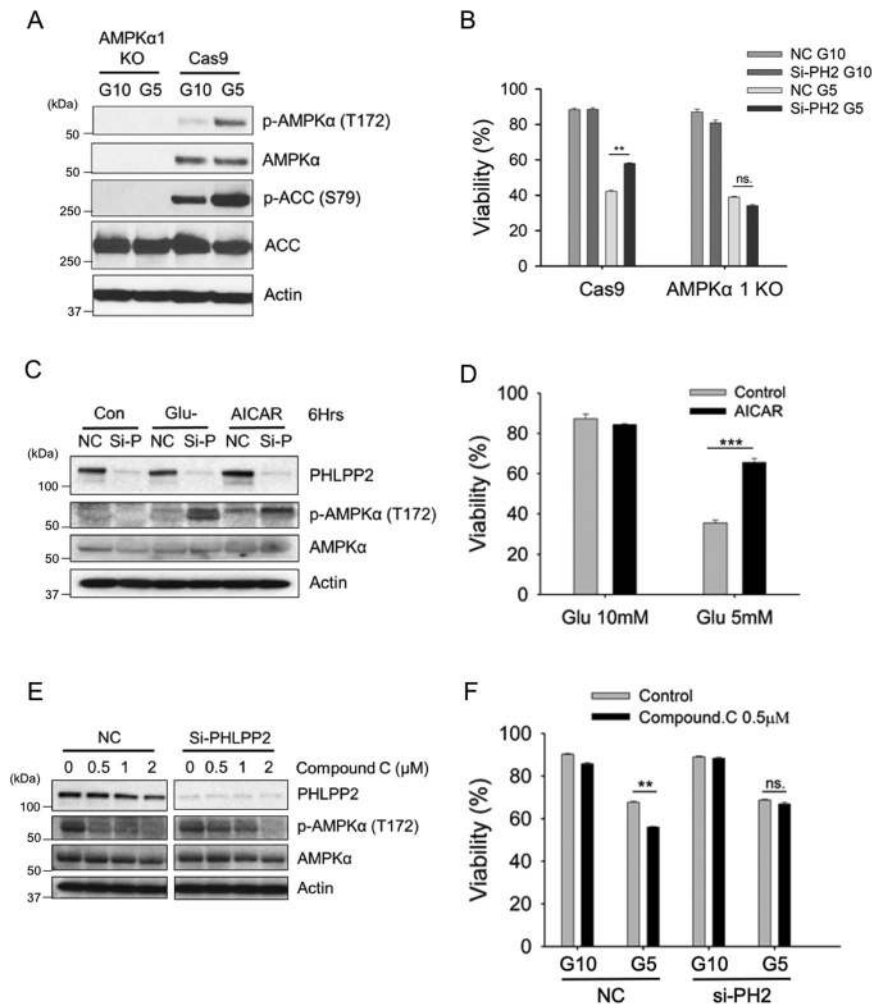 A
AMPKα1
KO
Cas9
G10 G5 G10 G5
(kDa)
p-AMPKα (T172)
50
AMPKα
50
p-ACC (S79)
250
ACC
250
Actin
37
B
NC G10
Si-PH2 G10
NC G5
Si-PH2 G5
Viability (%)
100
80
60
40
20
0
**
ns.
Cas9
AMPKα 1 KO
C
Con Glu- AICAR 6Hrs
NC Si-P NC Si-P NC Si-P
(kDa)
PHLPP2
100
p-AMPKα (T172)
50
AMPKα
50
Actin
37
D
Control
AICAR
Viability (%)
100
80
60
40
20
0
***
Glu 10mM
Glu 5mM
E
NC Si-PHLPP2
0 0.5 1 2 0 0.5 1 2 Compound C (μM)
(kDa)
PHLPP2
100
p-AMPKα (T172)
50
AMPKα
50
Actin
37
F
Control
Compound.C 0.5μM
Viability (%)
100
80
60
80
20
0
**
ns.
G10 G5 G10 G5
NC si-PH2